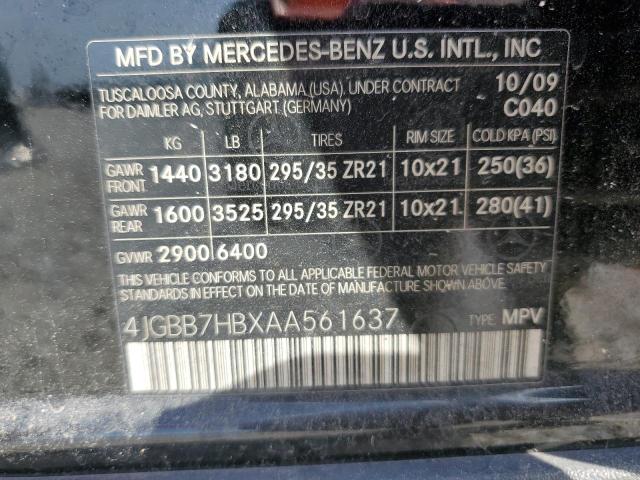 MFD BY MERCEDES-BENZ U.S. INTL., INC
TUSCALOOSA COUNTY, ALABAMA (USA), UNDER CONTRACT 10/09
FOR DAIMLER AG, STUTTGART (GERMANY) C040
KG LB TIRES RIM SIZE COLD KPA (PSI)
GAWR FRONT 1440 3180 295/35 ZR21 10x21 250(36)
GAWR REAR 1600 3525 295/35 ZR21 10x21 280(41)
GVWR 2900 6400
THIS VEHICLE CONFORMS TO ALL APPLICABLE FEDERAL MOTOR VEHICLE SAFETY
STANDARDS IN EFFECT ON THE DATE OF MANUFACTURE SHOWN ABOVE.
4JGBB7HBXAA561637 TYPE MPV